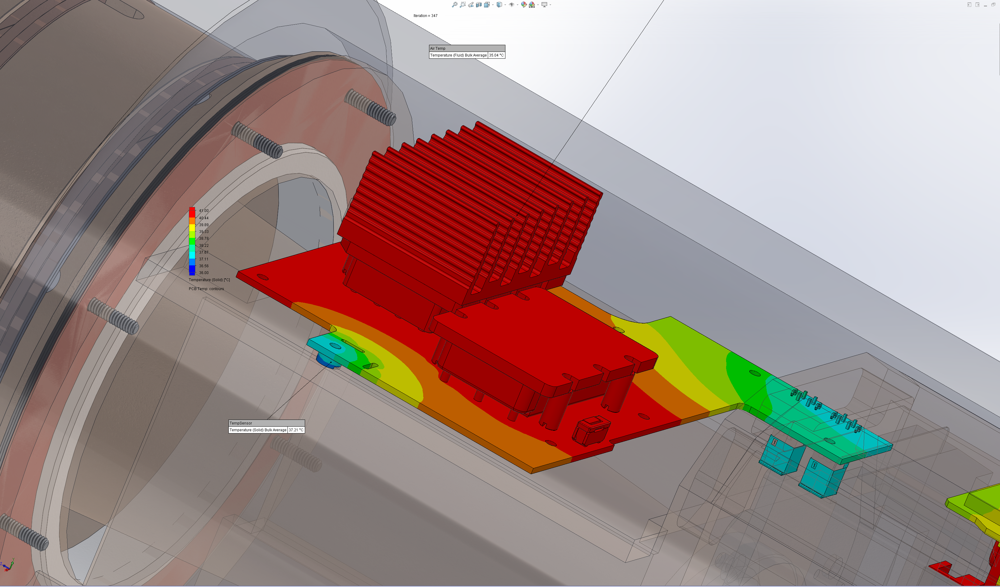 Iteration = 347
Air Temp
Temperature (Fluid) Bulk Average 35.04 °C
41.00
40.44
39.89
39.33
38.78
38.22
37.67
37.11
36.56
36.00
Temperature (Solid) [°C]
PCB Temp: contours
TempSensor
Temperature (Solid) Bulk Average 37.21 °C
1
1
Y
Z
X